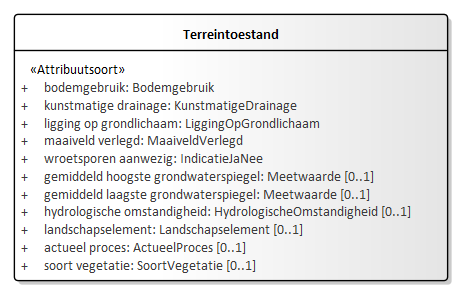 Terreintoestand
«Attribuutsoort»
+ bodemgebruik: Bodemgebruik
+ kunstmatige drainage: KunstmatigeDrainage
+ ligging op grondlichaam: LiggingOpGrondlichaam
+ maaiveld verlegd: MaaiveldVerlegd
+ wroetsporen aanwezig: IndicatieJaNee
+ gemiddeld hoogste grondwaterspiegel: Meetwaarde [0..1]
+ gemiddeld laagste grondwaterspiegel: Meetwaarde [0..1]
+ hydrologische omstandigheid: HydrologischeOmstandigheid [0..1]
+ landschapselement: Landschapselement [0..1]
+ actueel proces: ActueelProces [0..1]
+ soort vegetatie: SoortVegetatie [0..1]